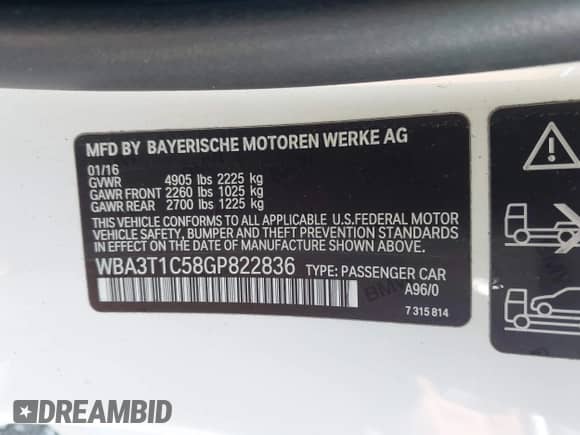 MFD BY BAYERISCHE MOTOREN WERKE AG
01/16
GVWR 4905 lbs 2225 kg
GAWR FRONT 2260 lbs 1025 kg
GAWR REAR 2700 lbs 1225 kg
THIS VEHICLE CONFORMS TO ALL APPLICABLE U.S.FEDERAL MOTOR
VEHICLE SAFETY, BUMPER AND THEFT PREVENTION STANDARDS
IN EFFECT ON THE DATE OF MANUFACTURE SHOWN ABOVE.
WBA3T1C58GP822836 TYPE: PASSENGER CAR
A96/0
7 315 814
DREAMBID